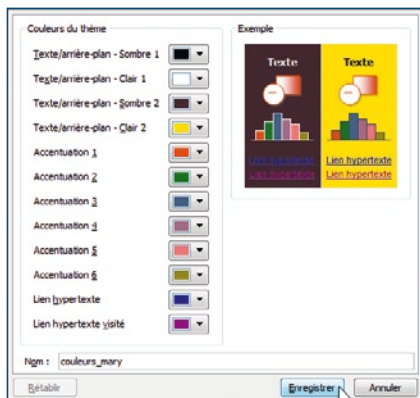 Couleurs du thème
Texte/arrière-plan - Sombre 1
Texte/arrière-plan - Clair 1
Texte/arrière-plan - Sombre 2
Texte/arrière-plan - Clair 2
Accentuation 1
Accentuation 2
Accentuation 3
Accentuation 4
Accentuation 5
Accentuation 6
Lien hypertexte
Lien hypertexte visité
Exemple
Texte Texte
Lien hypertexte Lien hypertexte
Lien hypertexte Lien hypertexte
Nom : couleurs_mary
Rétablir Enregistrer Annuler